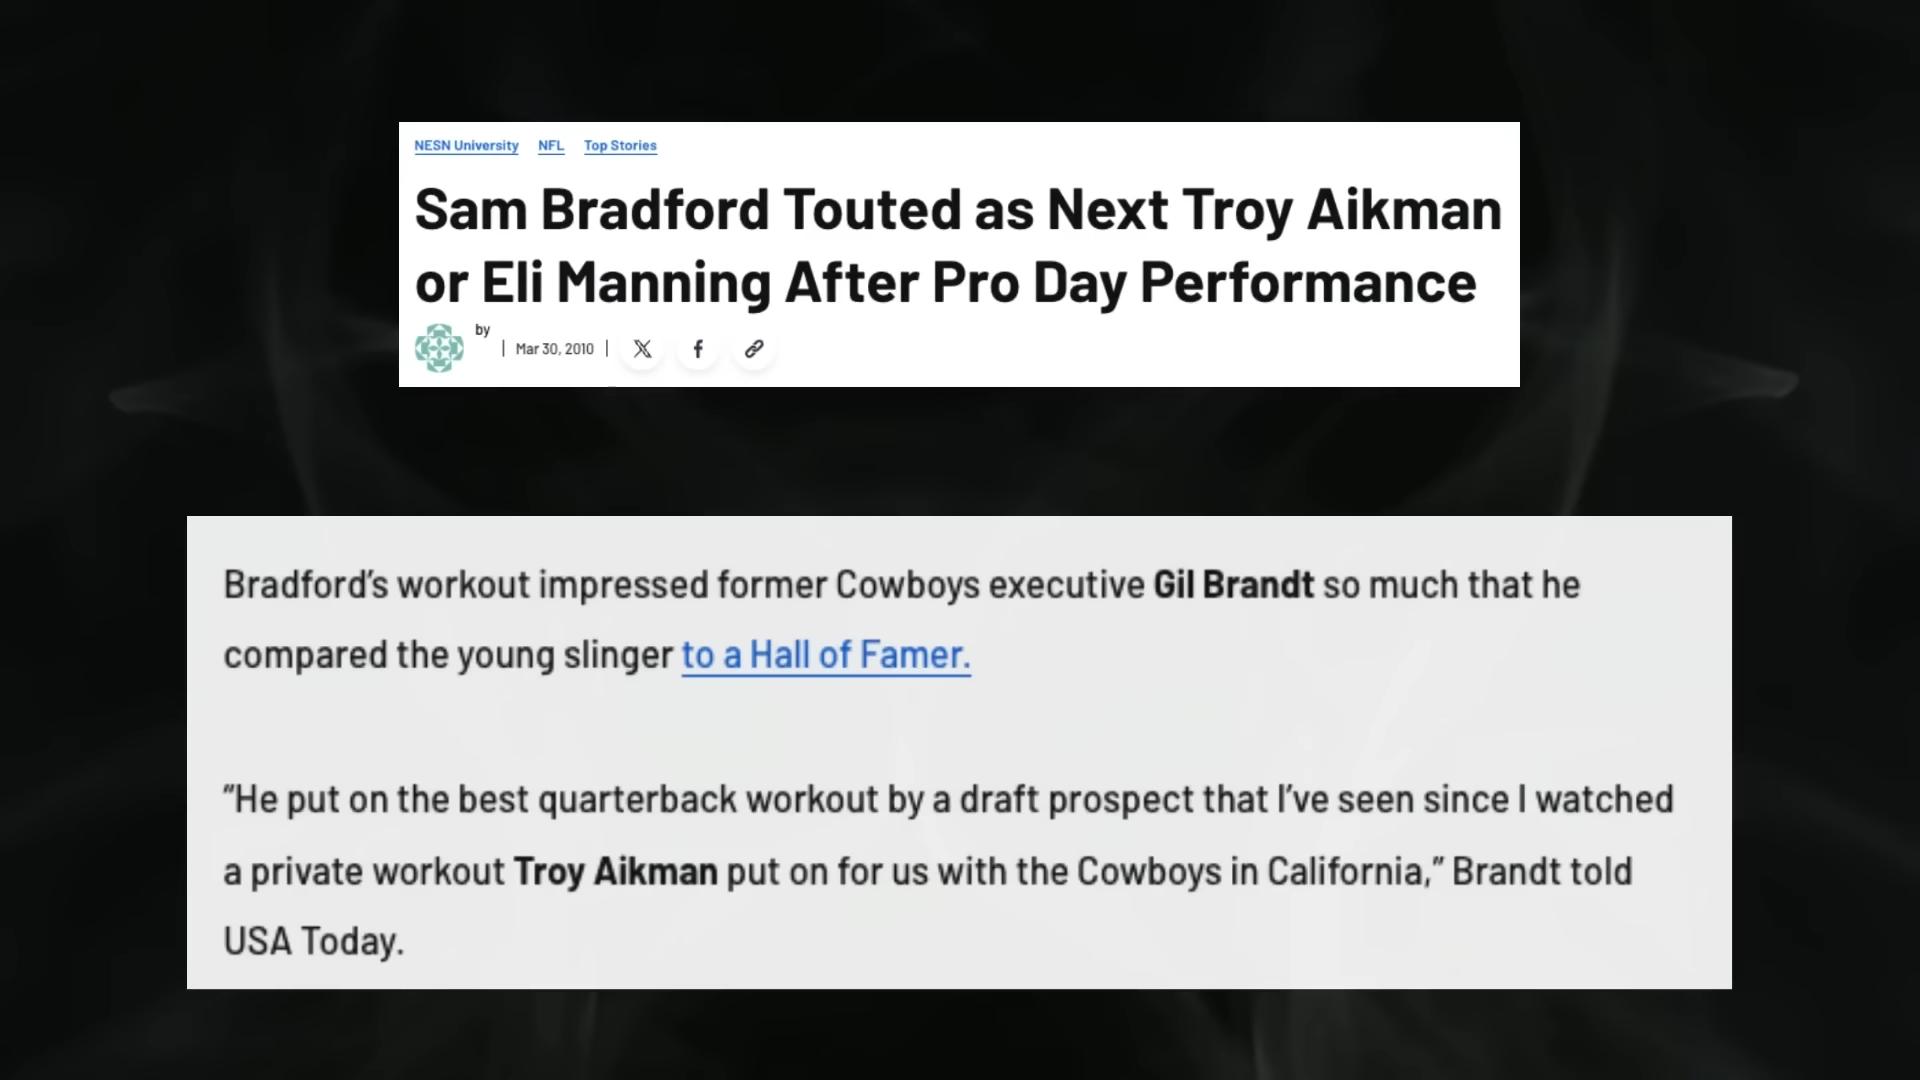 NESN University NFL Top Stories
Sam Bradford Touted as Next Troy Aikman
or Eli Manning After Pro Day Performance
by
| Mar 30, 2010 |
Bradford’s workout impressed former Cowboys executive Gil Brandt so much that he
compared the young slinger to a Hall of Famer.
“He put on the best quarterback workout by a draft prospect that I’ve seen since I watched
a private workout Troy Aikman put on for us with the Cowboys in California,” Brandt told
USA Today.